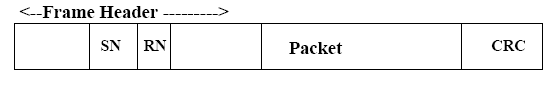 <--Frame Header --------->
SN RN Packet CRC